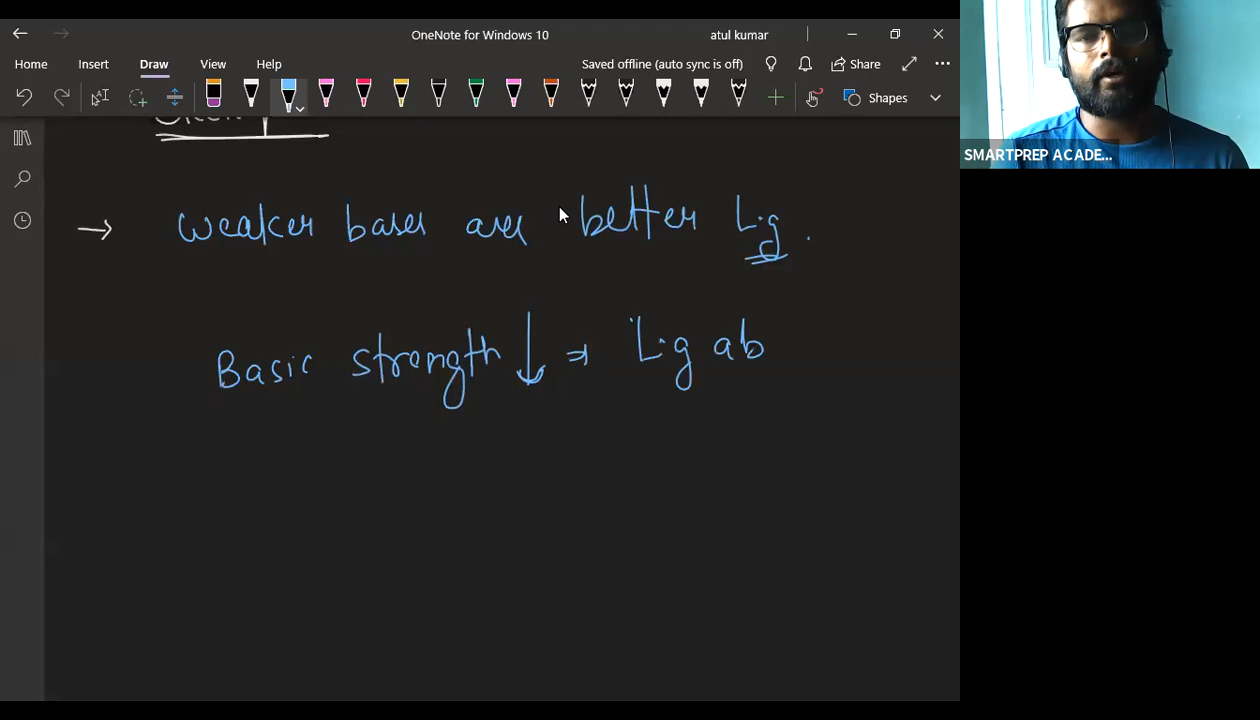 OneNote for Windows 10
atul kumar
Home Insert Draw View Help
Saved offline (auto sync is off)
Share
Shapes
SMARTPREP ACADE...
→ weaker bases are better L.g.
Basic strength ↓ ⇒ L.g ab